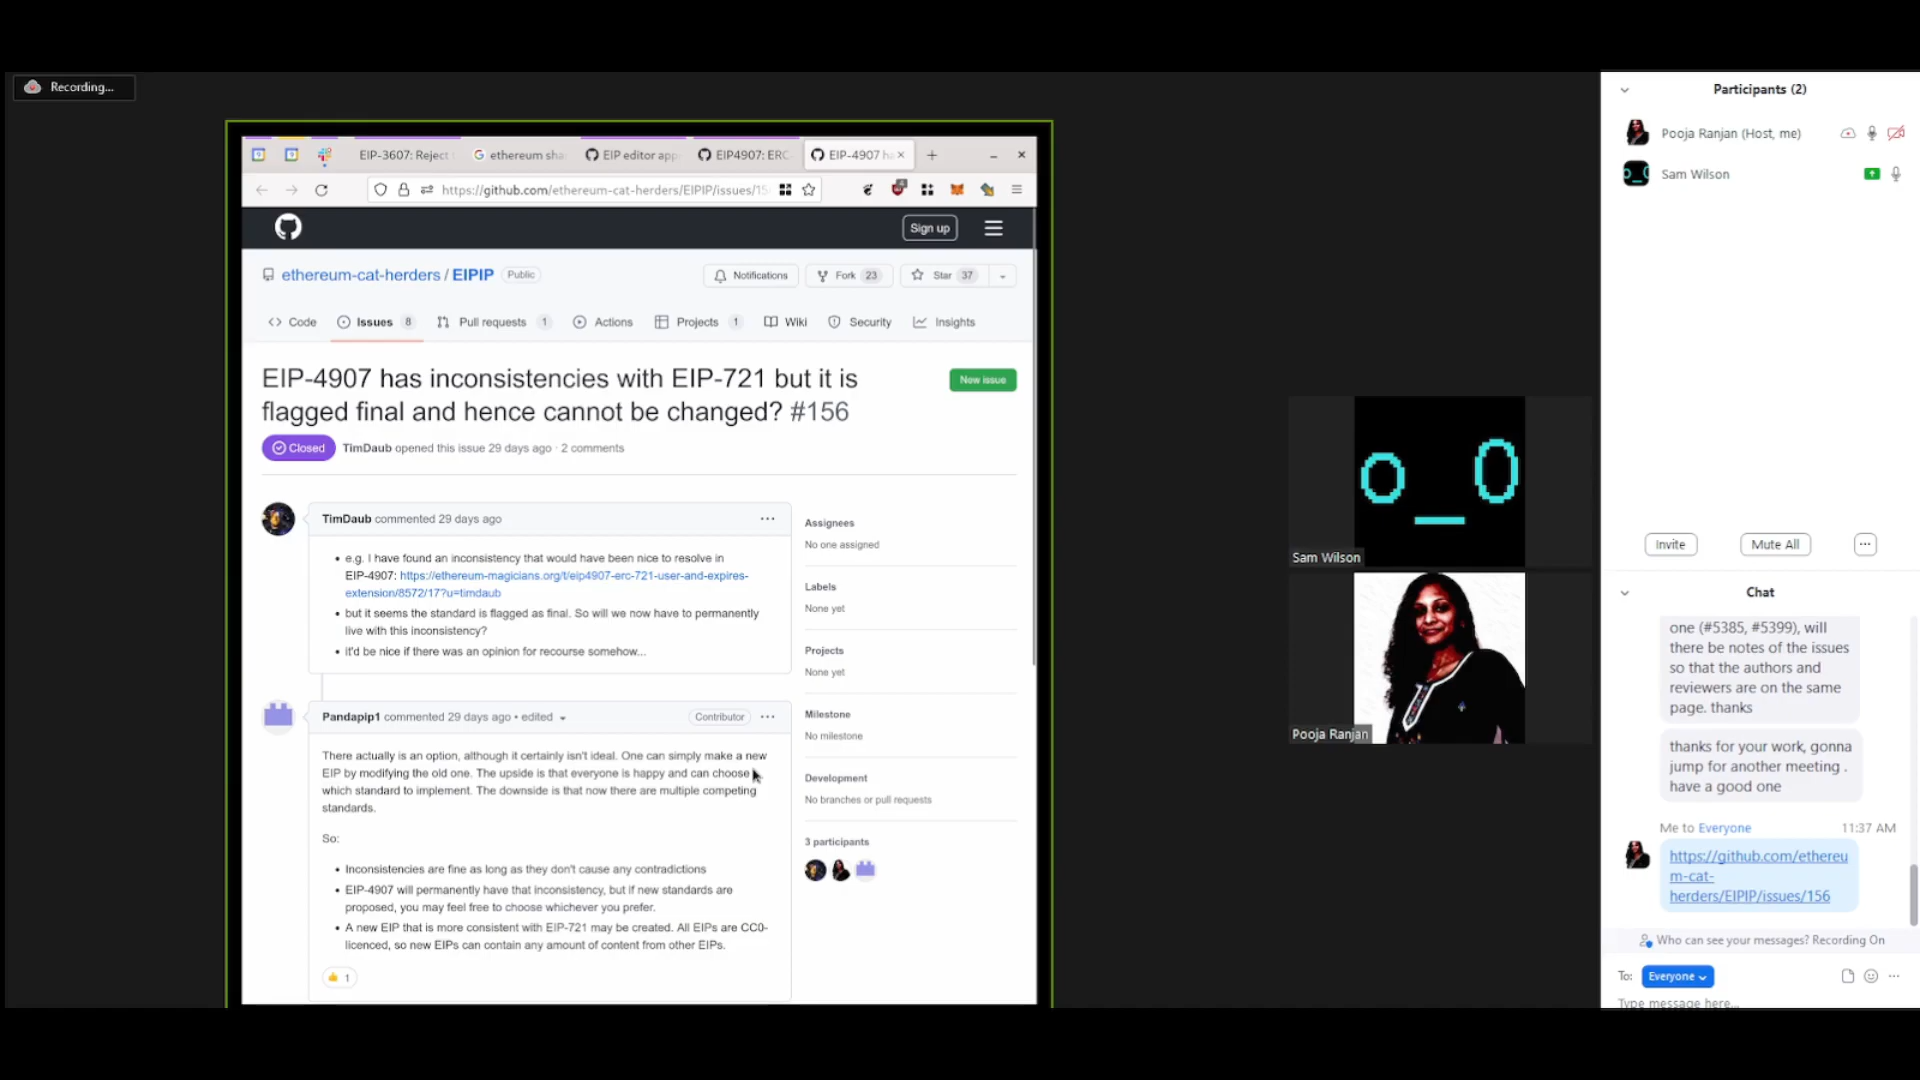 Recording...
EIP-3607: Reject
ethereum sha
EIP editor app
EIP4907: ERC
EIP-4907 ha
https://github.com/ethereum-cat-herders/EIPIP/issues/15
4
Sign up
ethereum-cat-herders / EIPIP Public
Notifications Fork 23 Star 37
Code Issues 8 Pull requests 1 Actions Projects 1 Wiki Security Insights
EIP-4907 has inconsistencies with EIP-721 but it is
flagged final and hence cannot be changed? #156
New issue
Closed TimDaub opened this issue 29 days ago · 2 comments
TimDaub commented 29 days ago
• e.g. I have found an inconsistency that would have been nice to resolve in
EIP-4907: https://ethereum-magicians.org/t/eip4907-erc-721-user-and-expires-
extension/8572/17?u=timdaub
• but it seems the standard is flagged as final. So will we now have to permanently
live with this inconsistency?
• it'd be nice if there was an opinion for recourse somehow...
Pandapip1 commented 29 days ago • edited
Contributor
There actually is an option, although it certainly isn't ideal. One can simply make a new
EIP by modifying the old one. The upside is that everyone is happy and can choose
which standard to implement. The downside is that now there are multiple competing
standards.
So:
• Inconsistencies are fine as long as they don't cause any contradictions
• EIP-4907 will permanently have that inconsistency, but if new standards are
proposed, you may feel free to choose whichever you prefer.
• A new EIP that is more consistent with EIP-721 may be created. All EIPs are CC0-
licenced, so new EIPs can contain any amount of content from other EIPs.
👍 1
Assignees
No one assigned
Labels
None yet
Projects
None yet
Milestone
No milestone
Development
No branches or pull requests
3 participants
Sam Wilson
Pooja Ranjan
Participants (2)
Pooja Ranjan (Host, me)
Sam Wilson
Invite
Mute All
Chat
one (#5385, #5399), will
there be notes of the issues
so that the authors and
reviewers are on the same
page. thanks
thanks for your work, gonna
jump for another meeting .
have a good one
Me to Everyone 11:37 AM
https://github.com/ethereu
m-cat-
herders/EIPIP/issues/156
Who can see your messages? Recording On
To: Everyone
Type message here...